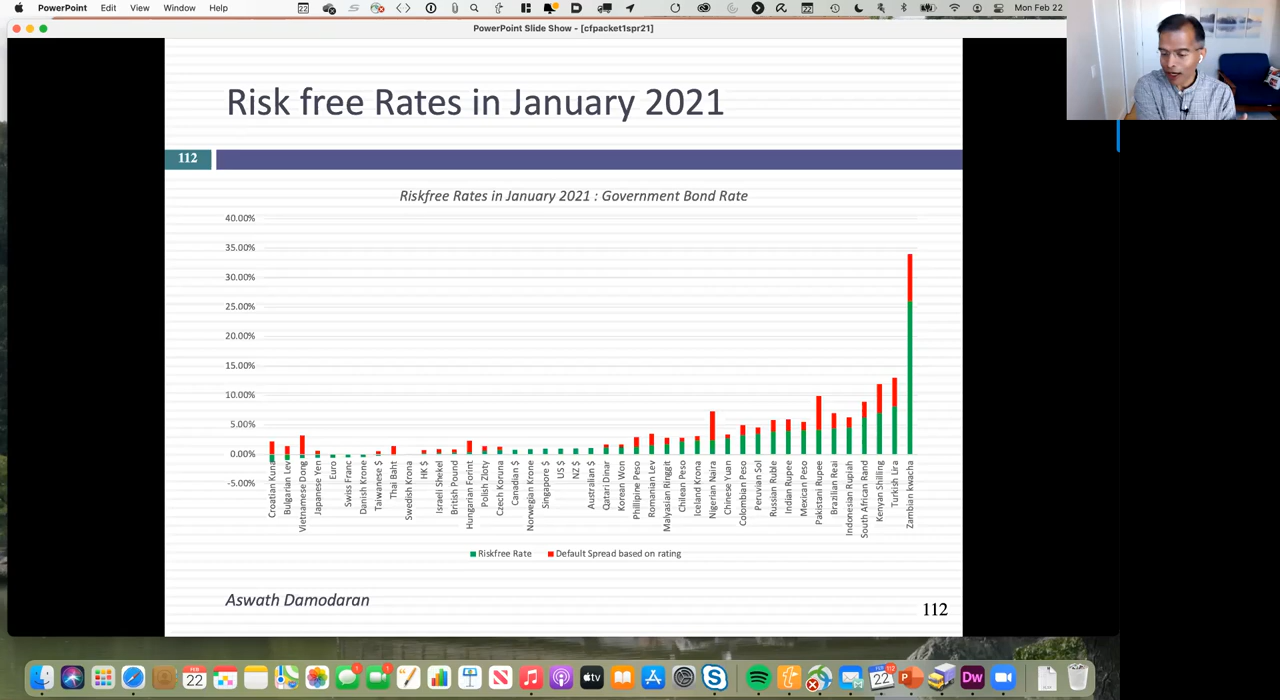 PowerPoint Edit View Window Help
Mon Feb 22
PowerPoint Slide Show - [cfpacket1spr21]
Risk free Rates in January 2021
112
Riskfree Rates in January 2021 : Government Bond Rate
40.00%
35.00%
30.00%
25.00%
20.00%
15.00%
10.00%
5.00%
0.00%
-5.00%
Croatian Kuna
Bulgarian Lev
Vietnamese Dong
Japanese Yen
Euro
Swiss Franc
Danish Krone
Taiwanese $
Thai Baht
Swedish Krona
HK $
Israeli Shekel
British Pound
Hungarian Forint
Polish Zloty
Czech Koruna
Canadian $
Norwegian Krone
Singapore $
US $
NZ $
Australian $
Qatari Dinar
Korean Won
Phillipine Peso
Romanian Lev
Malyasian Ringgit
Chilean Peso
Iceland Krona
Nigerian Naira
Chinese Yuan
Colombian Peso
Peruvian Sol
Russian Ruble
Indian Rupee
Mexican Peso
Pakistani Rupee
Brazilian Reai
Indonesian Rupiah
South African Rand
Kenyan Shilling
Turkish Lira
Zambian kwacha
Riskfree Rate Default Spread based on rating
Aswath Damodaran
112
FEB
22
tv
22
Dw